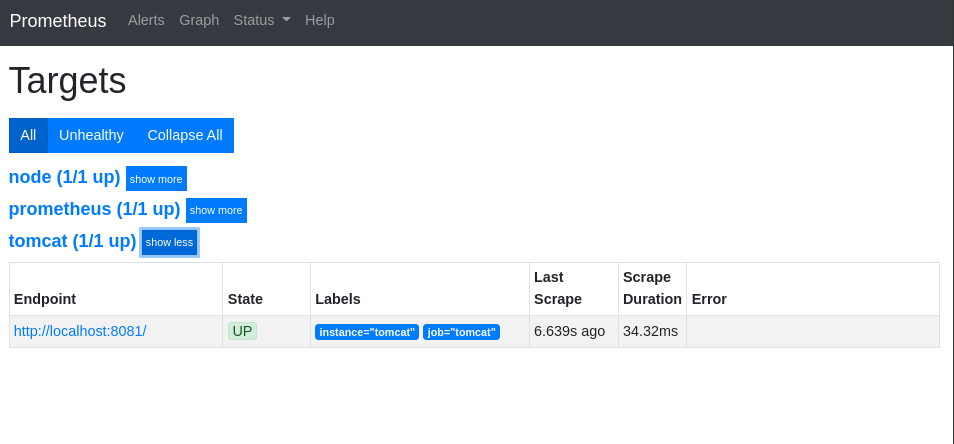 Prometheus Alerts Graph Status Help
Targets
All Unhealthy Collapse All
node (1/1 up) show more
prometheus (1/1 up) show more
tomcat (1/1 up) show less
Endpoint State Labels Last Scrape Scrape Duration Error
http://localhost:8081/ UP instance="tomcat" job="tomcat" 6.639s ago 34.32ms